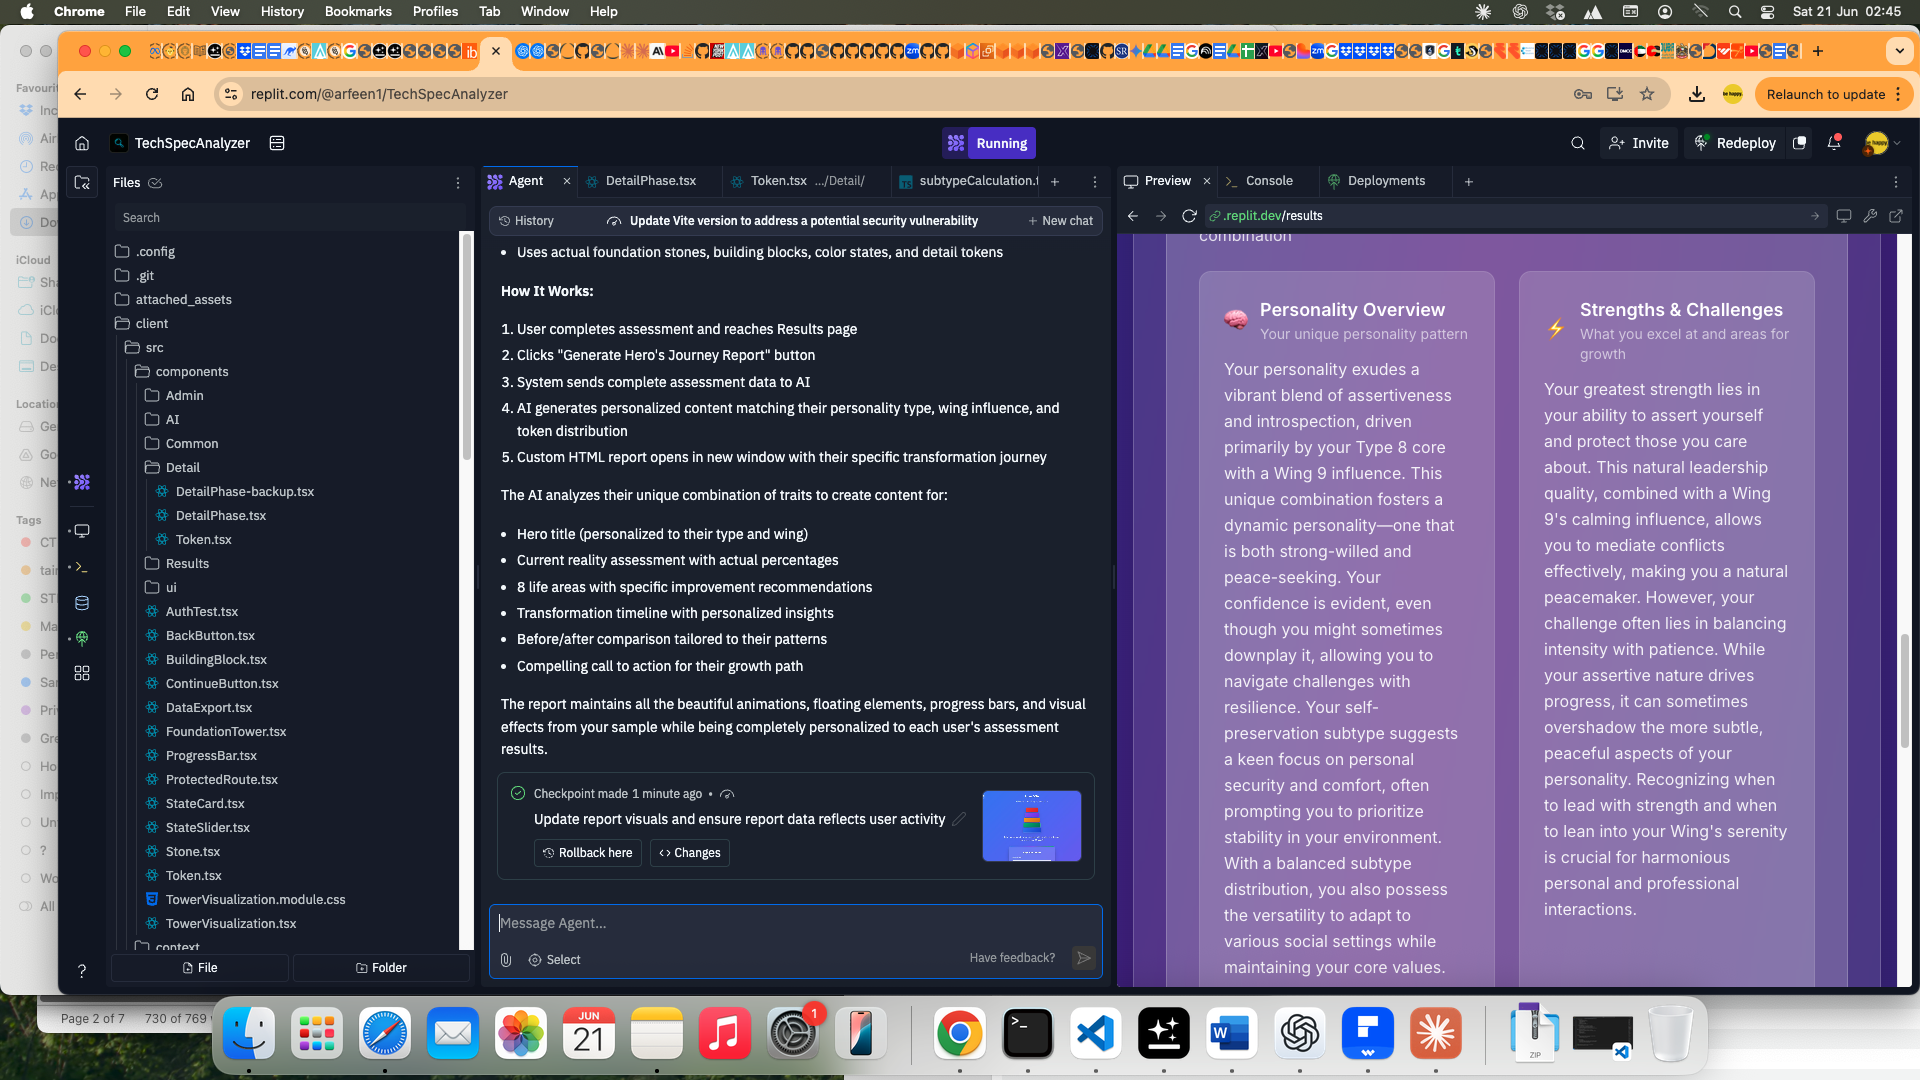 Chrome File Edit View History Bookmarks Profiles Tab Window Help
Sat 21 Jun 02:45
replit.com/@arfeen1/TechSpecAnalyzer
Relaunch to update
TechSpecAnalyzer
Running
Invite
Redeploy
Favourit
iCloud
Locatio
Tags
Files
Search
.config
.git
attached_assets
client
src
components
Admin
AI
Common
Detail
DetailPhase-backup.tsx
DetailPhase.tsx
Token.tsx
Results
ui
AuthTest.tsx
BackButton.tsx
BuildingBlock.tsx
ContinueButton.tsx
DataExport.tsx
FoundationTower.tsx
ProgressBar.tsx
ProtectedRoute.tsx
StateCard.tsx
StateSlider.tsx
Stone.tsx
Token.tsx
TowerVisualization.module.css
TowerVisualization.tsx
context
File
Folder
Agent
DetailPhase.tsx
Token.tsx .../Detail/
subtypeCalculation.t
History
Update Vite version to address a potential security vulnerability
New chat
• Uses actual foundation stones, building blocks, color states, and detail tokens
How It Works:
1. User completes assessment and reaches Results page
2. Clicks "Generate Hero's Journey Report" button
3. System sends complete assessment data to AI
4. AI generates personalized content matching their personality type, wing influence, and
token distribution
5. Custom HTML report opens in new window with their specific transformation journey
The AI analyzes their unique combination of traits to create content for:
• Hero title (personalized to their type and wing)
• Current reality assessment with actual percentages
• 8 life areas with specific improvement recommendations
• Transformation timeline with personalized insights
• Before/after comparison tailored to their patterns
• Compelling call to action for their growth path
The report maintains all the beautiful animations, floating elements, progress bars, and visual
effects from your sample while being completely personalized to each user's assessment
results.
Checkpoint made 1 minute ago •
Update report visuals and ensure report data reflects user activity
Rollback here
Changes
Message Agent...
Select
Have feedback?
Preview
Console
Deployments
.replit.dev/results
combination
Personality Overview
Your unique personality pattern
Your personality exudes a
vibrant blend of assertiveness
and introspection, driven
primarily by your Type 8 core
with a Wing 9 influence. This
unique combination fosters a
dynamic personality—one that
is both strong-willed and
peace-seeking. Your
confidence is evident, even
though you might sometimes
downplay it, allowing you to
navigate challenges with
resilience. Your self-
preservation subtype suggests
a keen focus on personal
security and comfort, often
prompting you to prioritize
stability in your environment.
With a balanced subtype
distribution, you also possess
the versatility to adapt to
various social settings while
maintaining your core values.
Strengths & Challenges
What you excel at and areas for
growth
Your greatest strength lies in
your ability to assert yourself
and protect those you care
about. This natural leadership
quality, combined with a Wing
9's calming influence, allows
you to mediate conflicts
effectively, making you a natural
peacemaker. However, your
challenge often lies in balancing
intensity with patience. While
your assertive nature drives
progress, it can sometimes
overshadow the more subtle,
peaceful aspects of your
personality. Recognizing when
to lead with strength and when
to lean into your Wing's serenity
is crucial for harmonious
personal and professional
interactions.
Page 2 of 7 730 of 769
JUN
21
1
ZIP